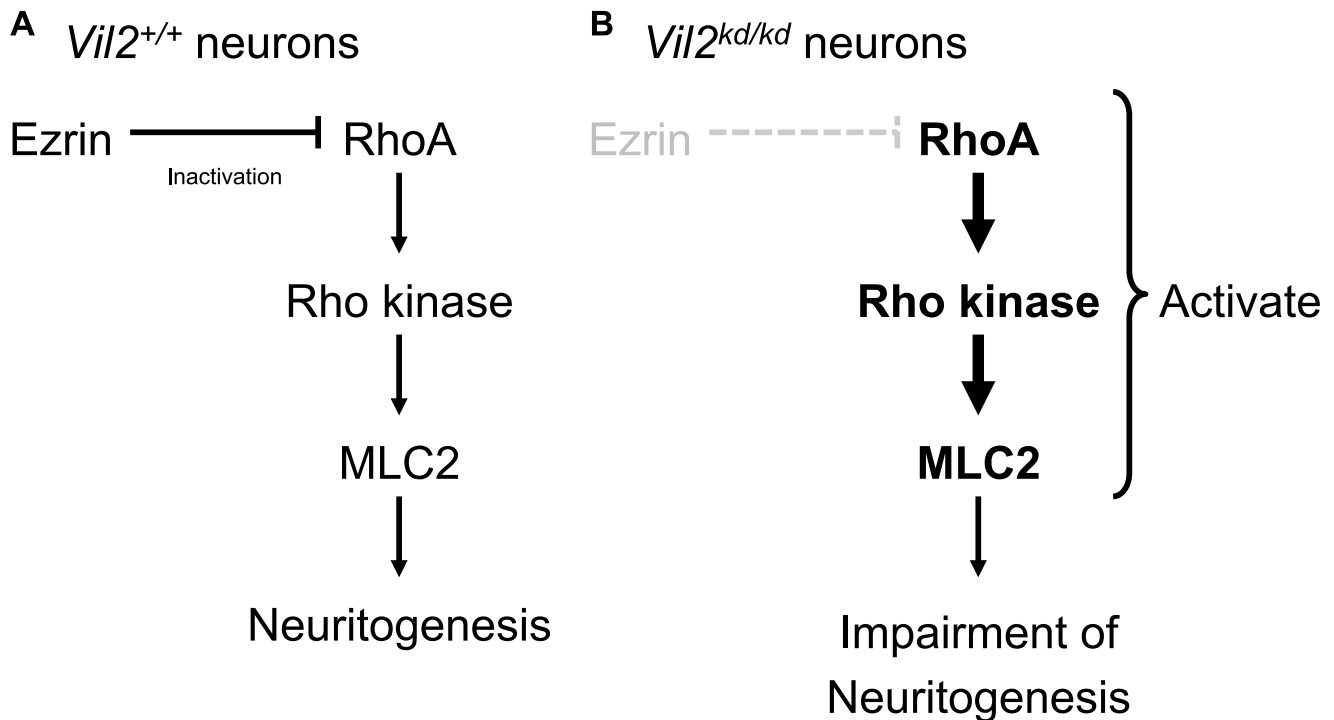 A Vil2+/+ neurons
Ezrin
Inactivation
RhoA
Rho kinase
MLC2
Neuritogenesis
B Vil2kd/kd neurons
Ezrin
RhoA
Rho kinase
MLC2
Activate
Impairment of
Neuritogenesis